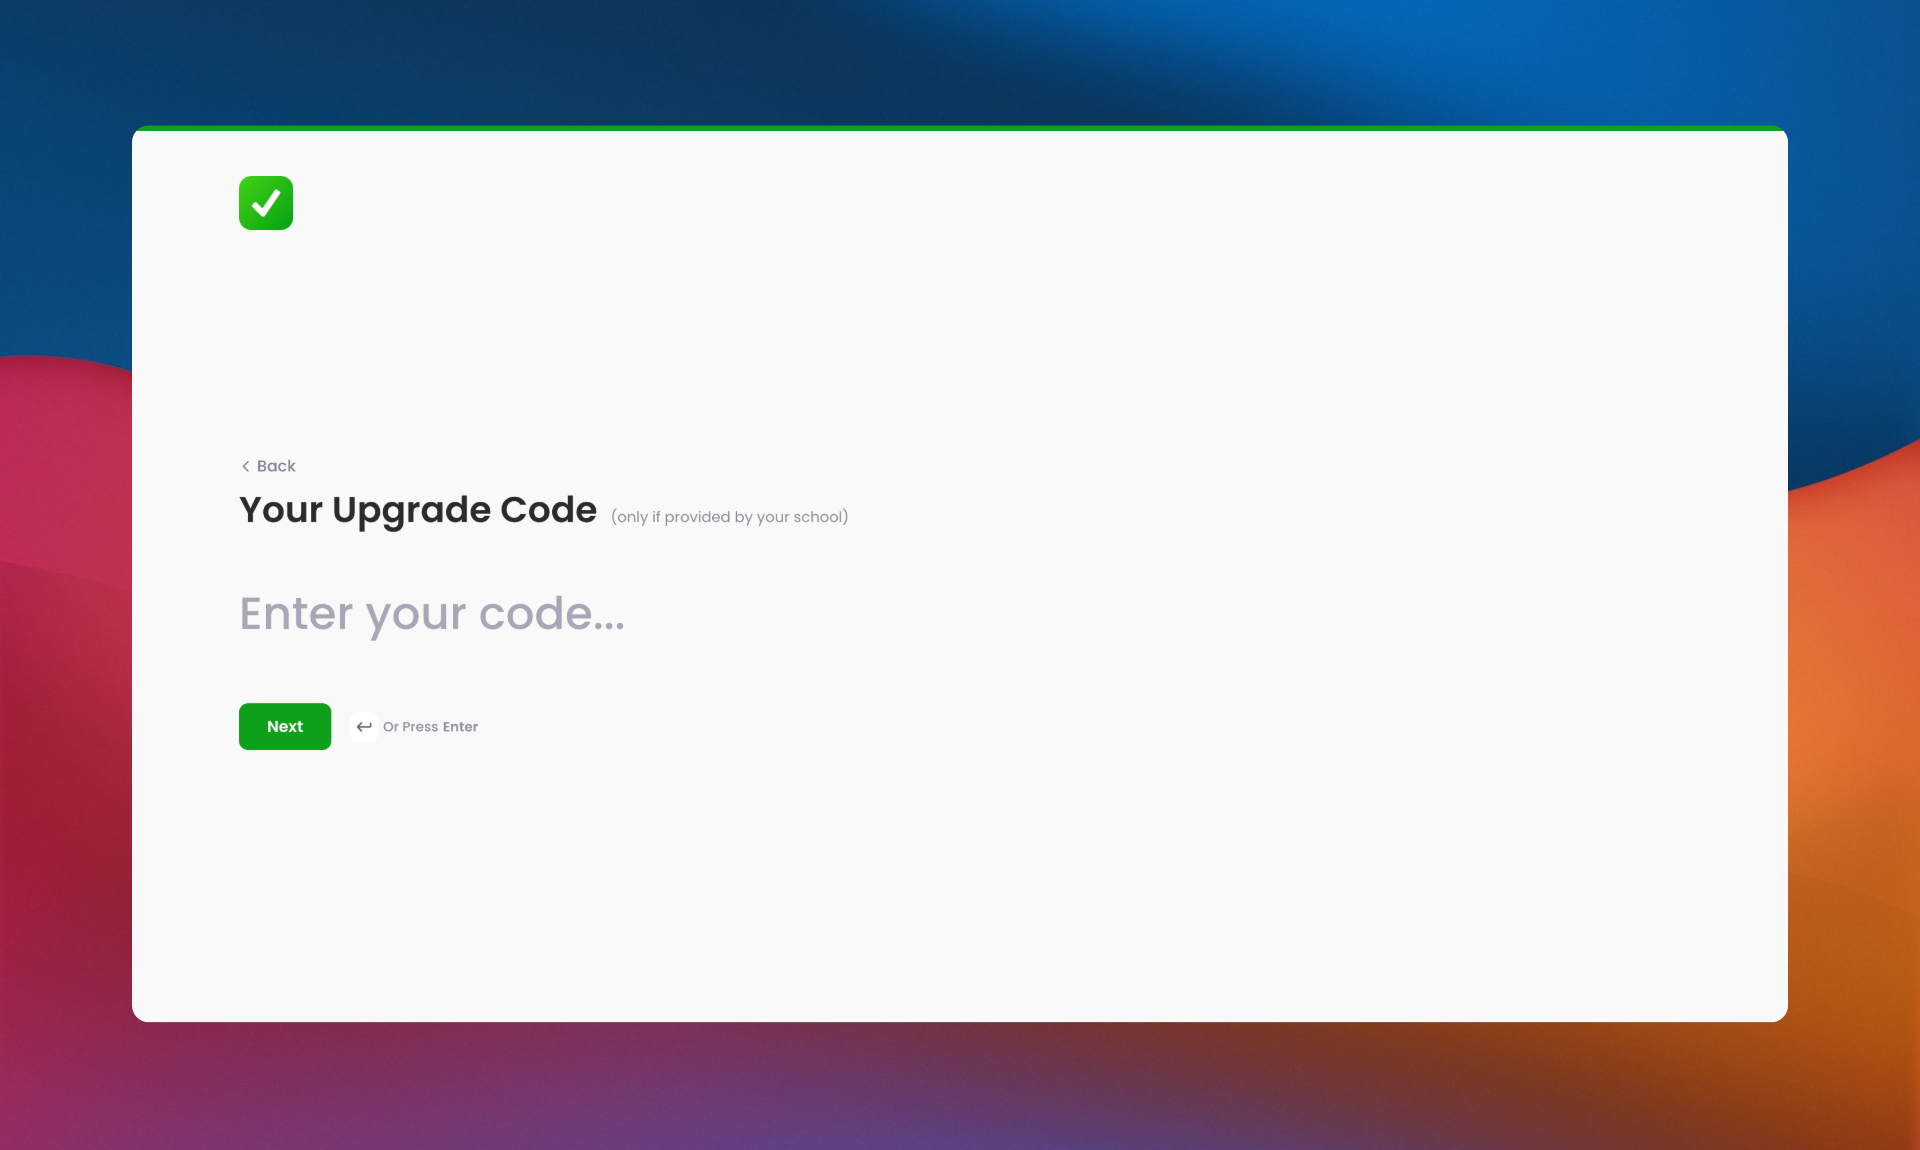 Back
Your Upgrade Code (only if provided by your school)
Enter your code...
Next Or Press Enter